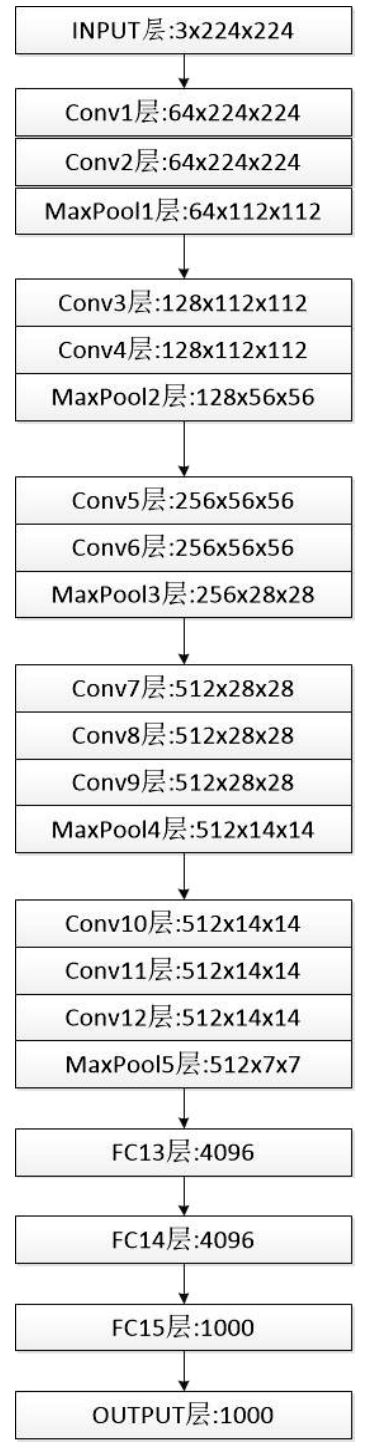 INPUT层:3x224x224
Conv1层:64x224x224
Conv2层:64x224x224
MaxPool1层:64x112x112
Conv3层:128x112x112
Conv4层:128x112x112
MaxPool2层:128x56x56
Conv5层:256x56x56
Conv6层:256x56x56
MaxPool3层:256x28x28
Conv7层:512x28x28
Conv8层:512x28x28
Conv9层:512x28x28
MaxPool4层:512x14x14
Conv10层:512x14x14
Conv11层:512x14x14
Conv12层:512x14x14
MaxPool5层:512x7x7
FC13层:4096
FC14层:4096
FC15层:1000
OUTPUT层:1000